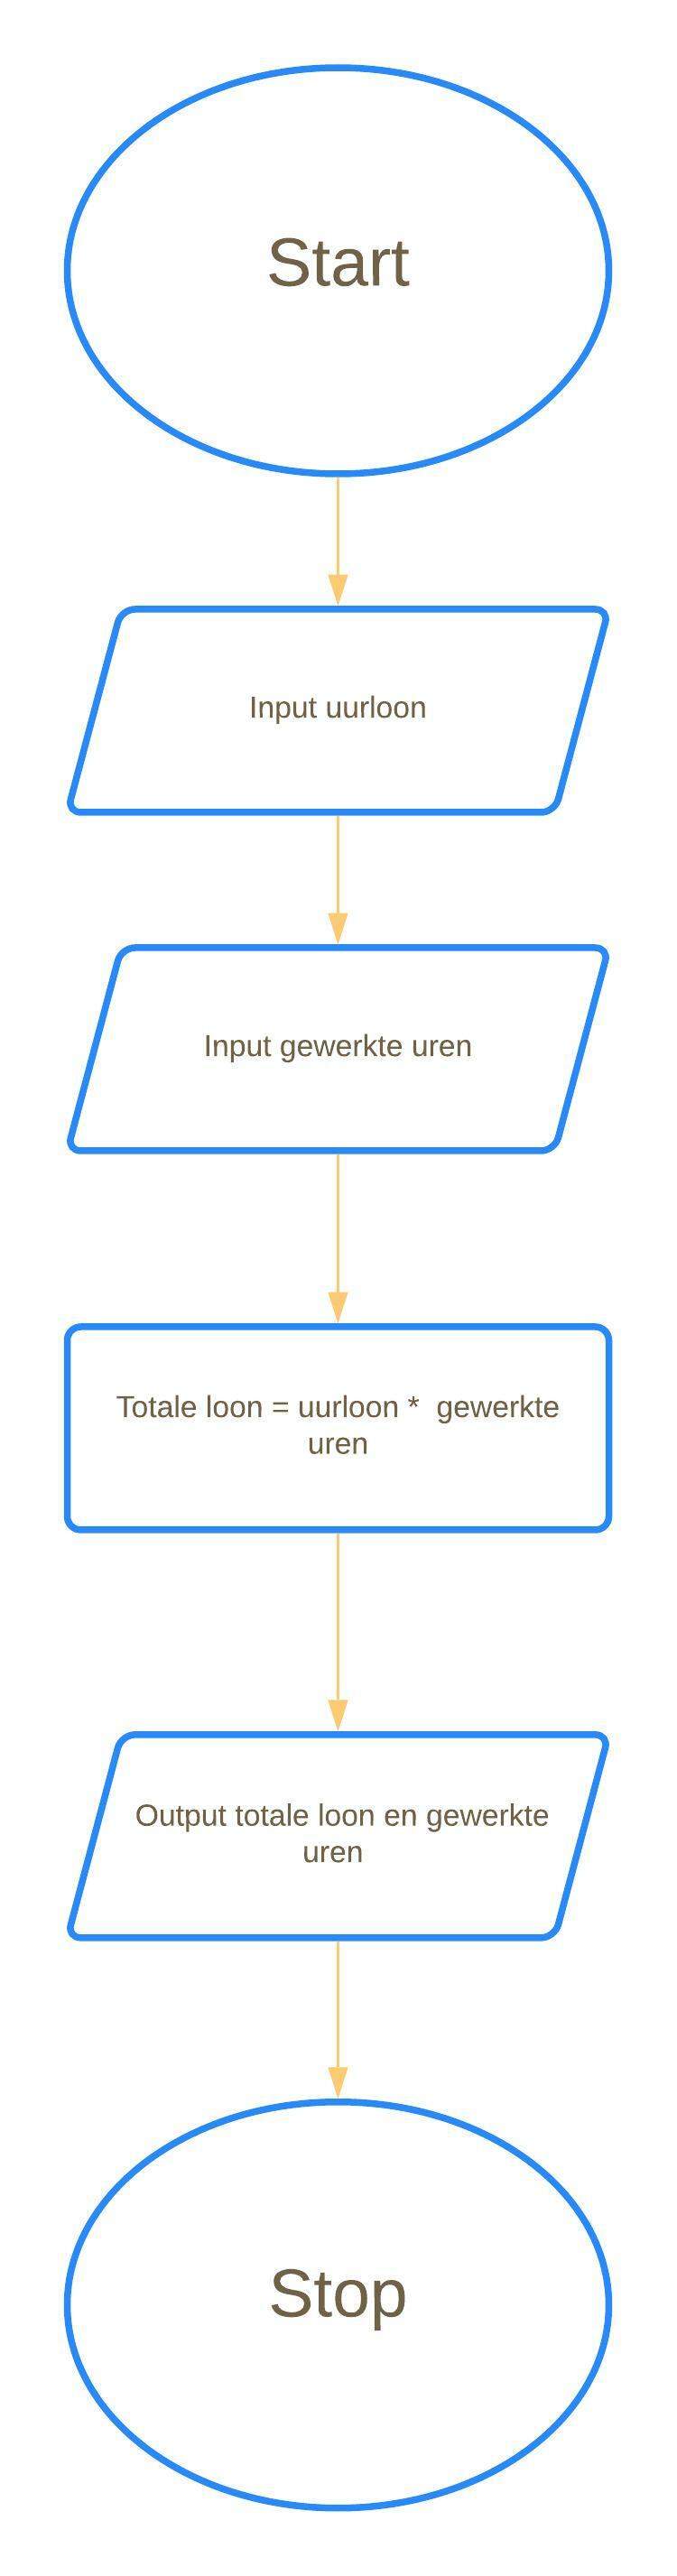 Start
Input uurloon
Input gewerkte uren
Totale loon = uurloon *  gewerkte
uren
Output totale loon en gewerkte
uren
Stop